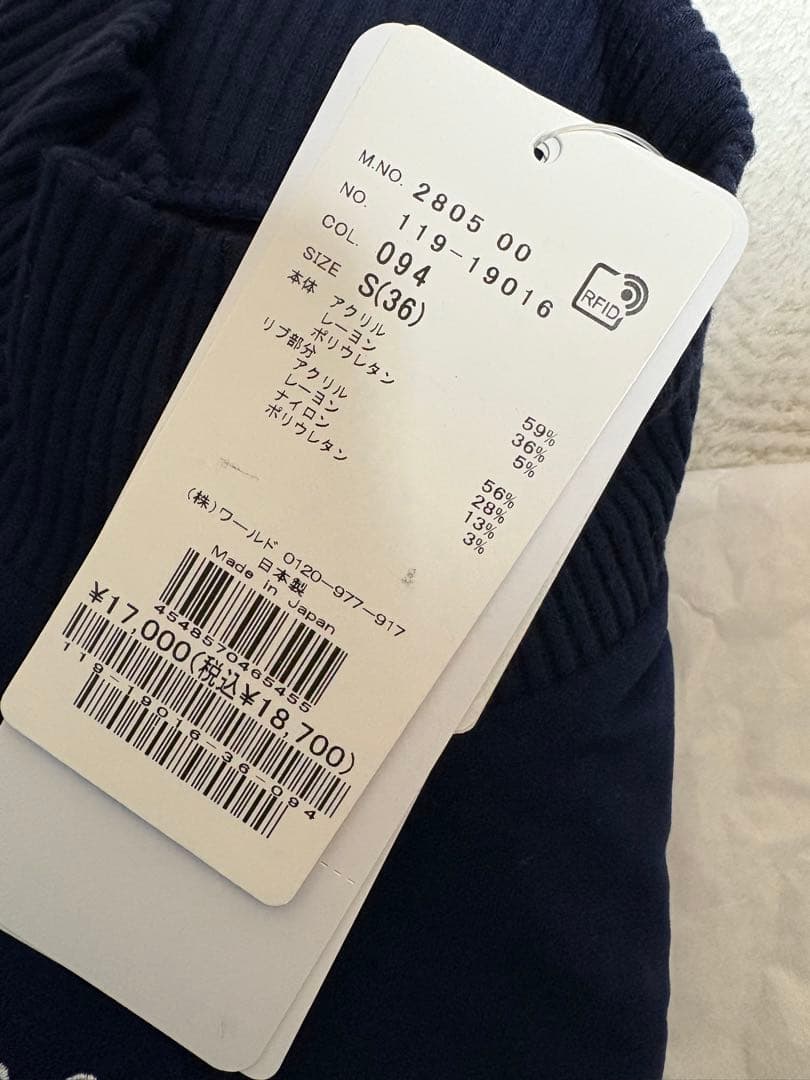 M.NO. 2805 00
NO. 119-19016
COL. 094
SIZE S(36)
RFID
本体 アクリル 59%
レーヨン 36%
ポリウレタン 5%
リブ部分
アクリル 56%
レーヨン 28%
ナイロン 13%
ポリウレタン 3%
(株)ワールド 0120-977-917
日本製
Made in Japan
4548570465455
¥17,000(税込¥18,700)
119-19016-36-094